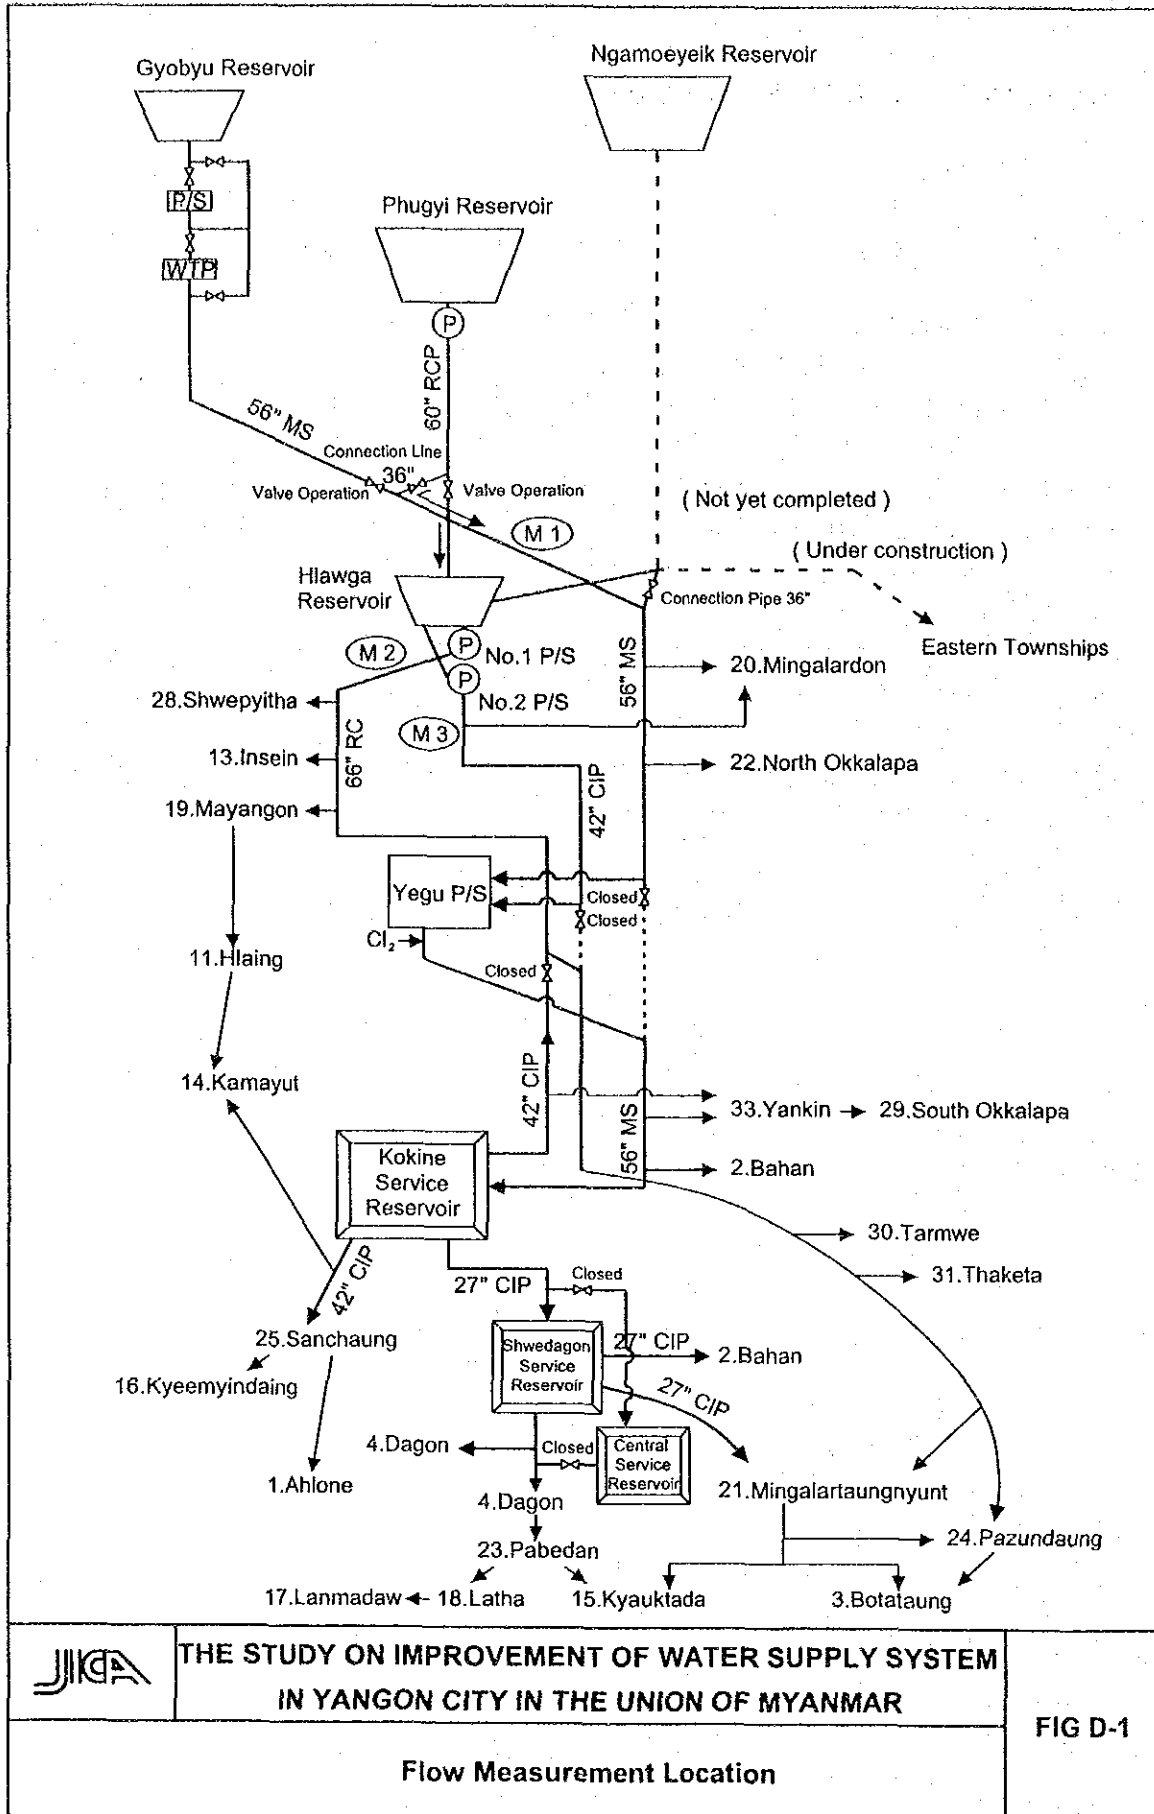 Gyobyu Reservoir
Ngamoeyeik Reservoir
P/S
Phugyi Reservoir
WTP
P
60" RCP
56" MS
Connection Line
36"
Valve Operation
Valve Operation
( Not yet completed )
M 1
( Under construction )
Hlawga
Reservoir
Connection Pipe 36"
Eastern Townships
M 2
P
No.1 P/S
56" MS
20.Mingalardon
28.Shwepyitha
P
No.2 P/S
M 3
66" RC
13.Insein
22.North Okkalapa
42" CIP
19.Mayangon
Yegu P/S
Closed
Closed
Cl₂
11.Hlaing
Closed
14.Kamayut
42" CIP
33.Yankin
29.South Okkalapa
56" MS
Kokine
Service
Reservoir
2.Bahan
30.Tarmwe
31.Thaketa
42" CIP
27" CIP
Closed
25.Sanchaung
Shwedagon
Service
Reservoir
27" CIP
2.Bahan
16.Kyeemyindaing
27" CIP
4.Dagon
Closed
Central
Service
Reservoir
1.Ahlone
4.Dagon
21.Mingalartaungnyunt
23.Pabedan
24.Pazundaung
17.Lanmadaw
18.Latha
15.Kyauktada
3.Botataung
JICA
THE STUDY ON IMPROVEMENT OF WATER SUPPLY SYSTEM
IN YANGON CITY IN THE UNION OF MYANMAR
FIG D-1
Flow Measurement Location